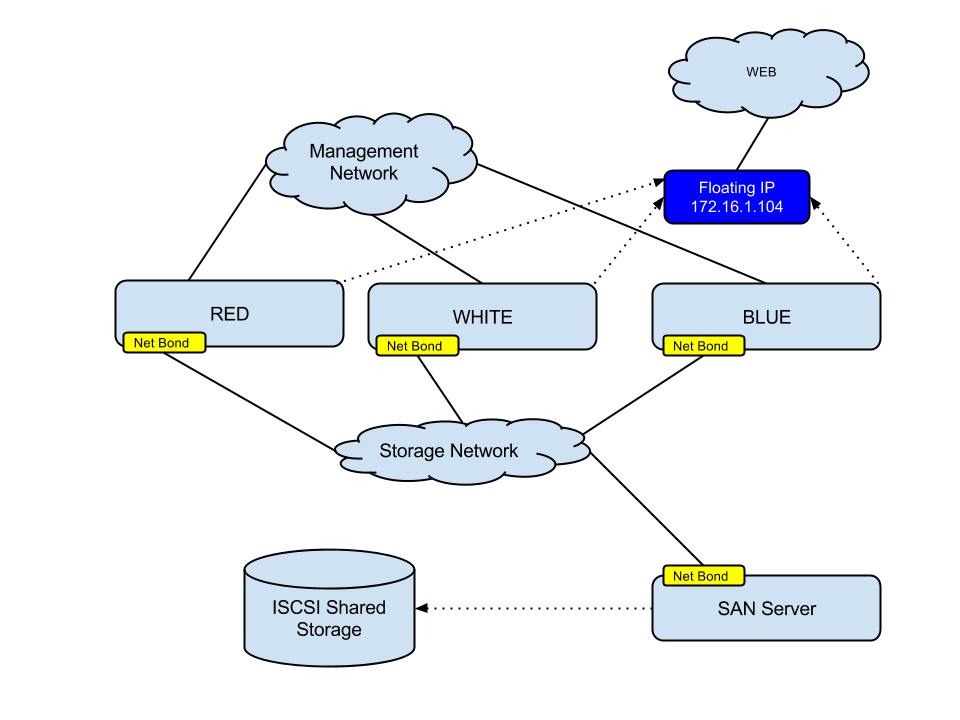 WEB
Management
Network
Floating IP
172.16.1.104
RED
WHITE
BLUE
Net Bond
Net Bond
Net Bond
Storage Network
Net Bond
ISCSI Shared
Storage
SAN Server